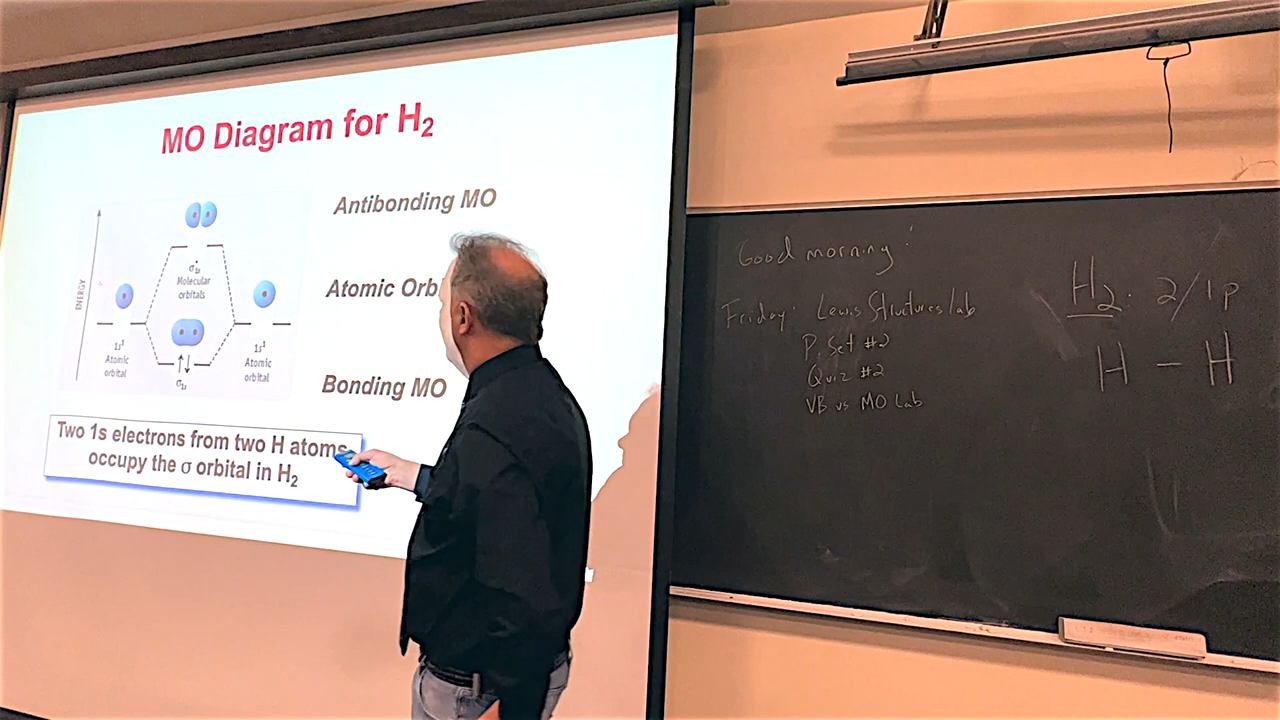 MO Diagram for H₂
Antibonding MO
Atomic Orb
Bonding MO
ENERGY
σ*₁s
Molecular
orbitals
1s¹
Atomic
orbital
1s¹
Atomic
orbital
σ₁s
Two 1s electrons from two H atoms
occupy the σ orbital in H₂
Good morning!
Friday: Lewis Structures lab
P. Set #2
Quiz #2
VB vs MO Lab
H₂: 2/1p
H - H